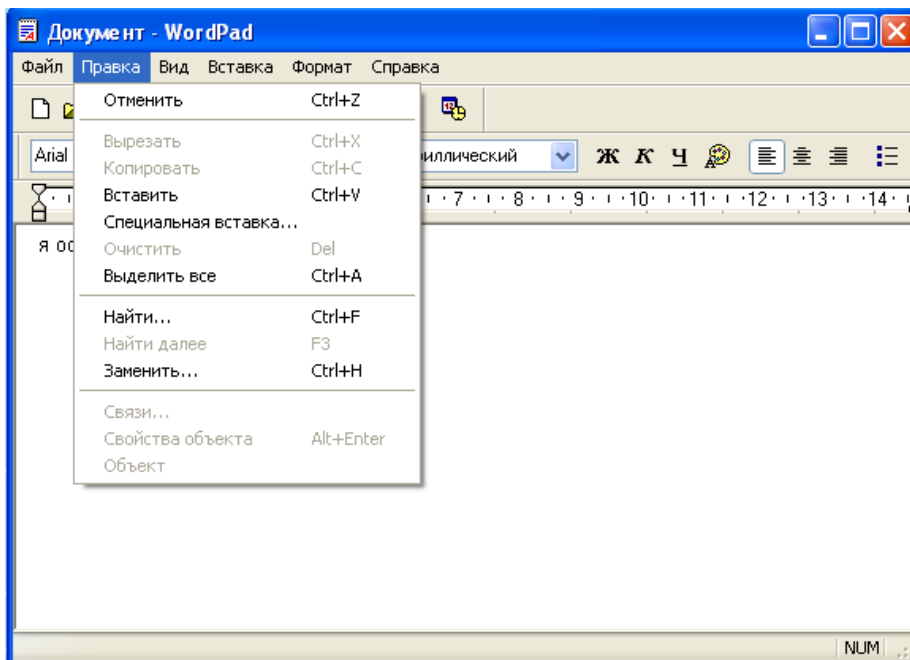 Документ - WordPad
Файл Правка Вид Вставка Формат Справка
Отменить Ctrl+Z
Вырезать Ctrl+X
Arial
Ж К Ч
Копировать Ctrl+C
Вставить Ctrl+V
7 8 9 10 11 12 13 14
Специальная вставка...
я
Очистить Del
Выделить все Ctrl+A
Найти... Ctrl+F
Найти далее F3
Заменить... Ctrl+H
Связи...
Свойства объекта Alt+Enter
Объект
NUM